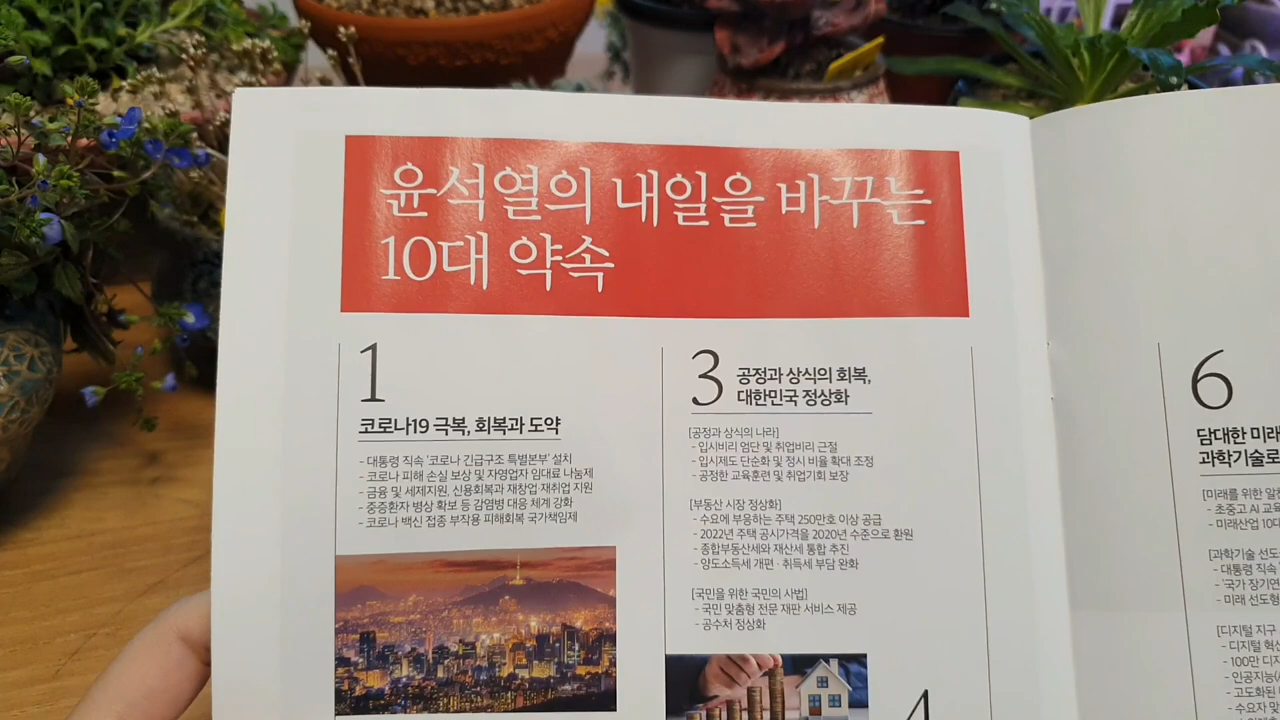 윤석열의 내일을 바꾸는
10대 약속
1
코로나19 극복, 회복과 도약
- 대통령 직속 '코로나 긴급구조 특별본부' 설치
- 코로나 피해 손실 보상 및 자영업자 임대료 나눔제
- 금융 및 세제지원, 신용회복과 재창업·재취업 지원
- 중증환자 병상 확보 등 감염병 대응 체계 강화
- 코로나 백신 접종 부작용 피해회복 국가책임제
3
공정과 상식의 회복,
대한민국 정상화
[공정과 상식의 나라]
- 입시비리 엄단 및 취업비리 근절
- 입시제도 단순화 및 정시 비율 확대 조정
- 공정한 교육훈련 및 취업기회 보장
[부동산 시장 정상화]
- 수요에 부응하는 주택 250만호 이상 공급
- 2022년 주택 공시가격을 2020년 수준으로 환원
- 종합부동산세와 재산세 통합 추진
- 양도소득세 개편·취득세 부담 완화
[국민을 위한 국민의 사법]
- 국민 맞춤형 전문 재판 서비스 제공
- 공수처 정상화
4
6
담대한 미래
과학기술로
[미래를 위한
- 초중고 AI 교육
- 미래산업 10대
[과학기술 선도
- 대통령 직속
- '국가 장기연
- 미래 선도형
[디지털 지구
- 디지털 혁신
- 100만 디지
- 인공지능(A
- 고도화된
- 수요자 맞